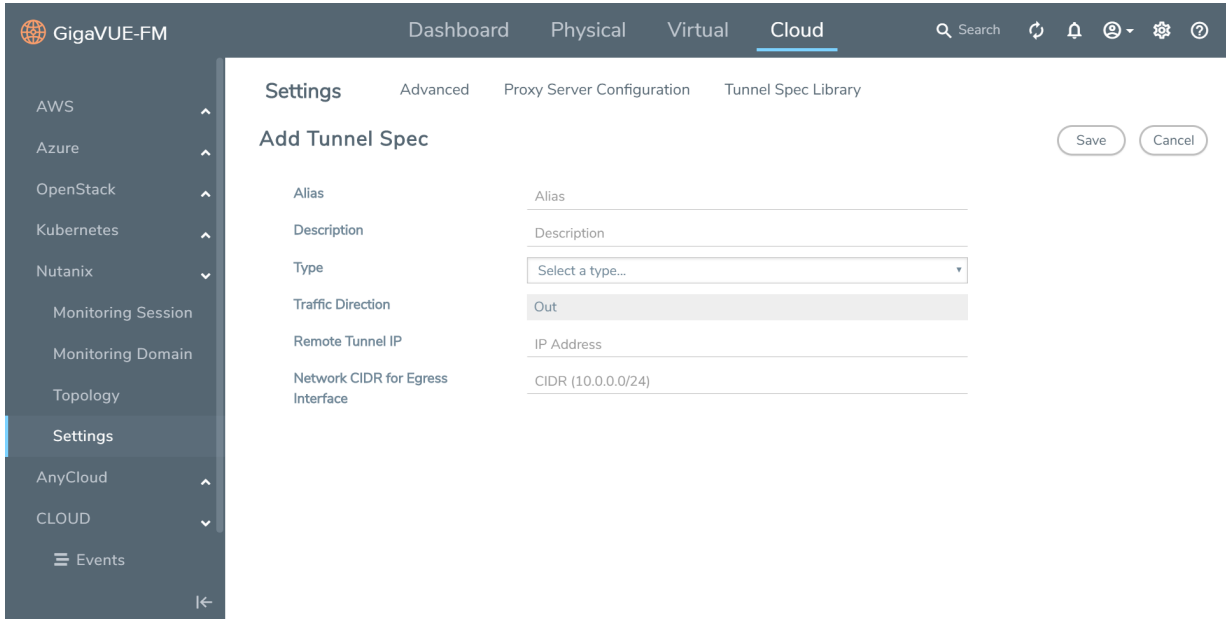 GigaVUE-FM
Dashboard Physical Virtual Cloud Search
AWS
Azure
OpenStack
Kubernetes
Nutanix
Monitoring Session
Monitoring Domain
Topology
Settings
AnyCloud
CLOUD
Events
Settings Advanced Proxy Server Configuration Tunnel Spec Library
Add Tunnel Spec Save Cancel
Alias Alias
Description Description
Type Select a type...
Traffic Direction Out
Remote Tunnel IP IP Address
Network CIDR for Egress CIDR (10.0.0.0/24)
Interface